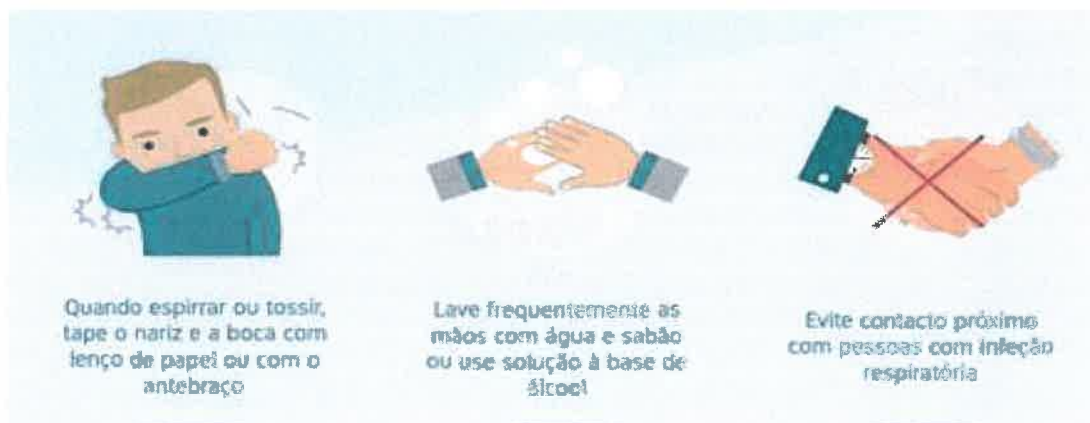 Quando espirrar ou tossir,
tape o nariz e a boca com
lenço de papel ou com o
antebraço
Lave frequentemente as
mãos com água e sabão
ou use solução à base de
álcool
Evite contacto próximo
com pessoas com infeção
respiratória